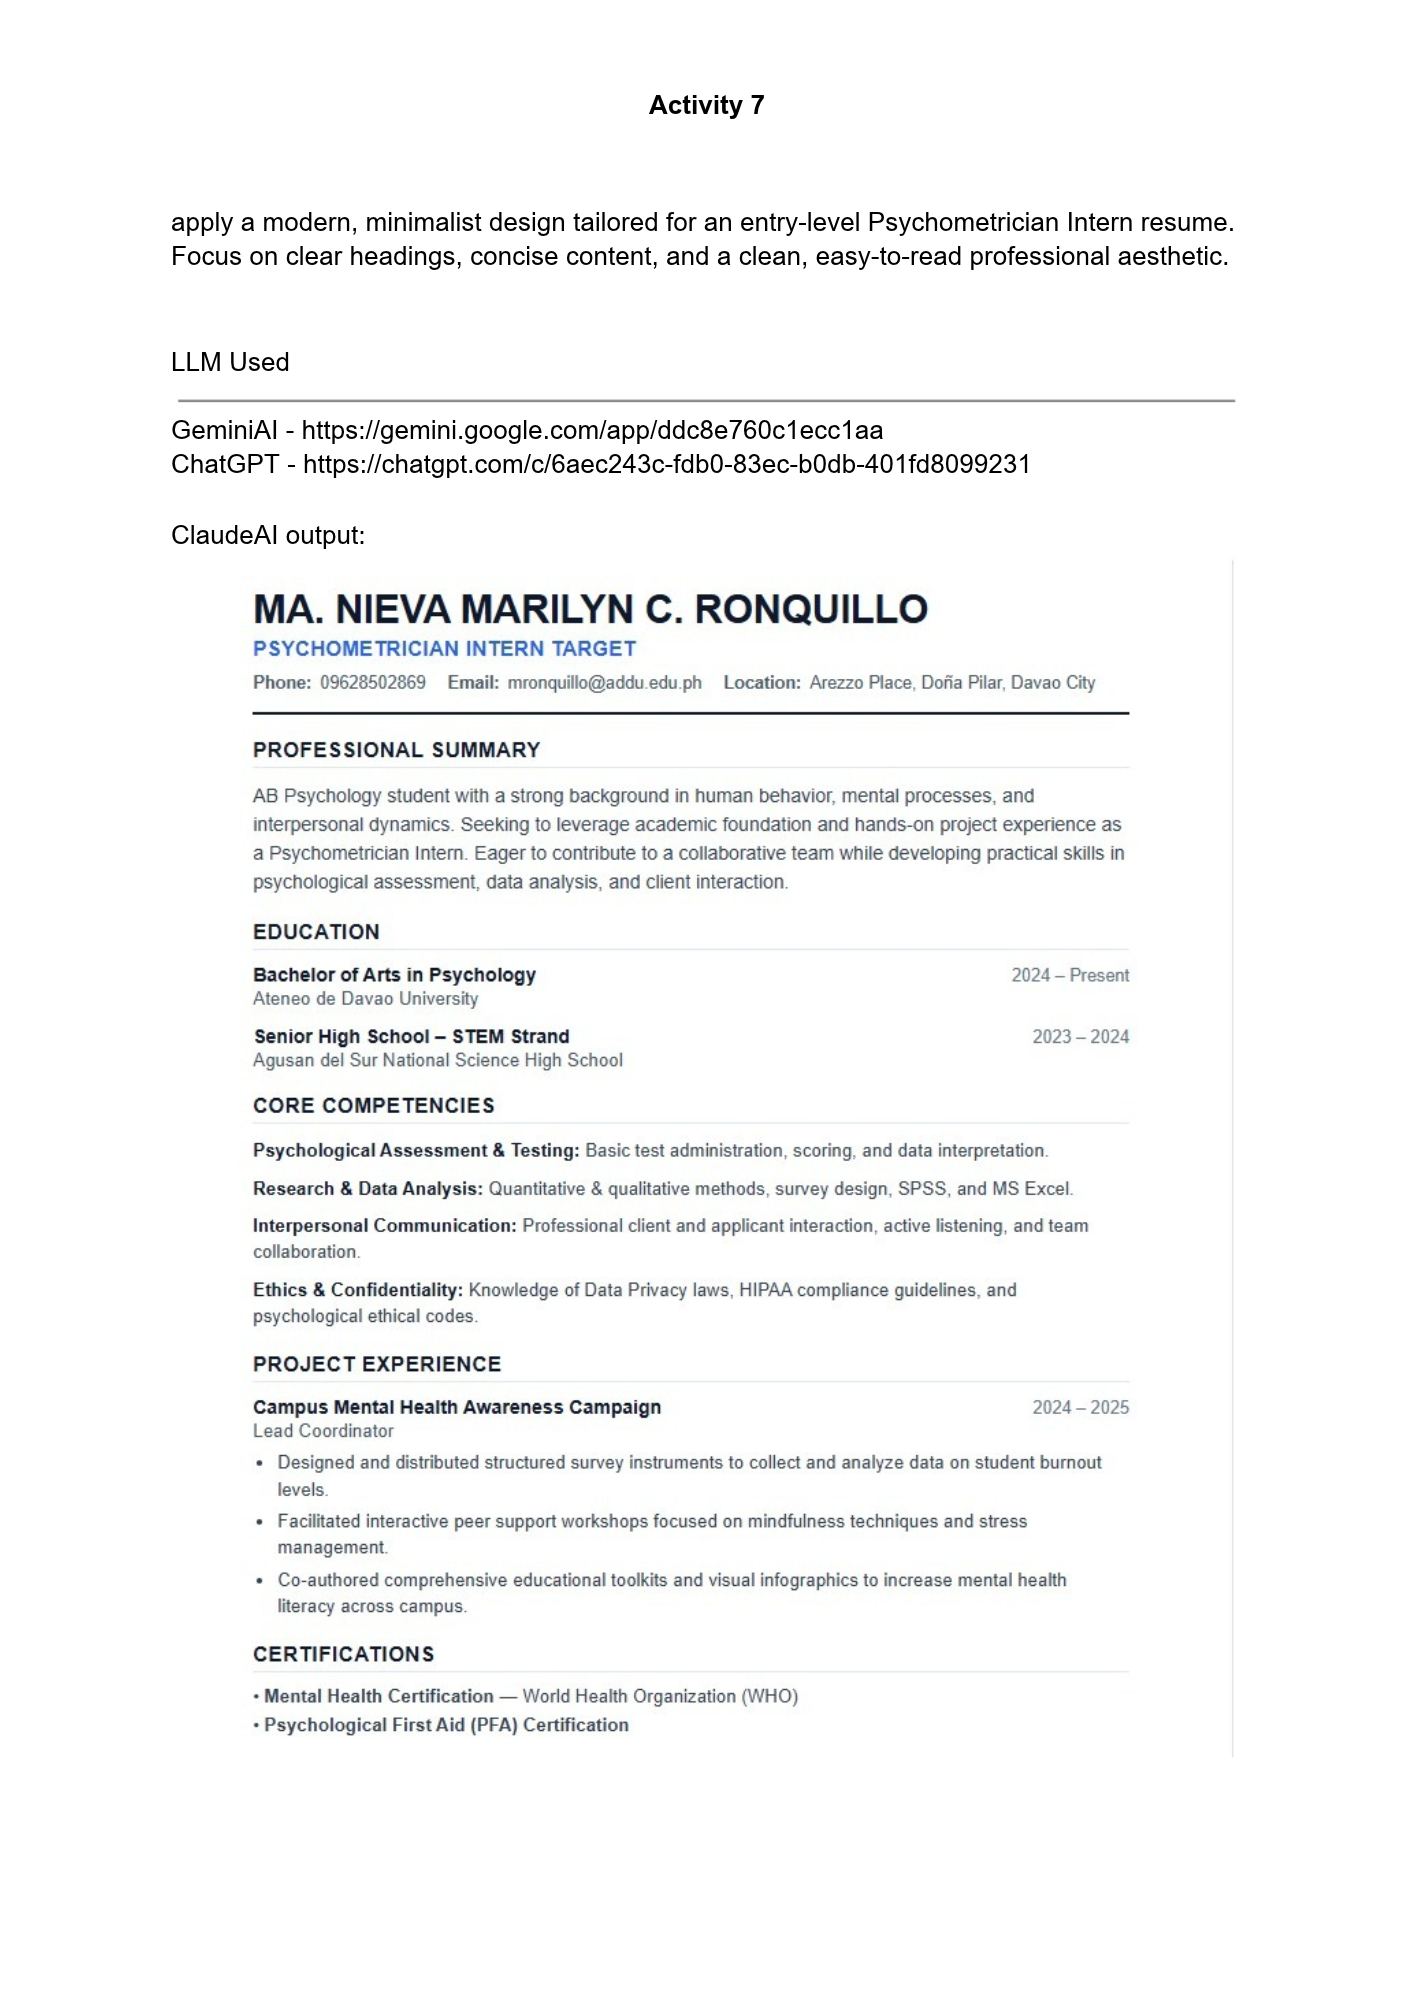 Activity 7
apply a modern, minimalist design tailored for an entry-level Psychometrician Intern resume.
Focus on clear headings, concise content, and a clean, easy-to-read professional aesthetic.
LLM Used
GeminiAI - https://gemini.google.com/app/ddc8e760c1ecc1aa
ChatGPT - https://chatgpt.com/c/6aec243c-fdb0-83ec-b0db-401fd8099231
ClaudeAI output:
MA. NIEVA MARILYN C. RONQUILLO
PSYCHOMETRICIAN INTERN TARGET
Phone: 09628502869 Email: mronquillo@addu.edu.ph Location: Arezzo Place, Doña Pilar, Davao City
PROFESSIONAL SUMMARY
AB Psychology student with a strong background in human behavior, mental processes, and
interpersonal dynamics. Seeking to leverage academic foundation and hands-on project experience as
a Psychometrician Intern. Eager to contribute to a collaborative team while developing practical skills in
psychological assessment, data analysis, and client interaction.
EDUCATION
Bachelor of Arts in Psychology 2024 – Present
Ateneo de Davao University
Senior High School – STEM Strand 2023 – 2024
Agusan del Sur National Science High School
CORE COMPETENCIES
Psychological Assessment & Testing: Basic test administration, scoring, and data interpretation.
Research & Data Analysis: Quantitative & qualitative methods, survey design, SPSS, and MS Excel.
Interpersonal Communication: Professional client and applicant interaction, active listening, and team
collaboration.
Ethics & Confidentiality: Knowledge of Data Privacy laws, HIPAA compliance guidelines, and
psychological ethical codes.
PROJECT EXPERIENCE
Campus Mental Health Awareness Campaign 2024 – 2025
Lead Coordinator
• Designed and distributed structured survey instruments to collect and analyze data on student burnout
levels.
• Facilitated interactive peer support workshops focused on mindfulness techniques and stress
management.
• Co-authored comprehensive educational toolkits and visual infographics to increase mental health
literacy across campus.
CERTIFICATIONS
• Mental Health Certification — World Health Organization (WHO)
• Psychological First Aid (PFA) Certification